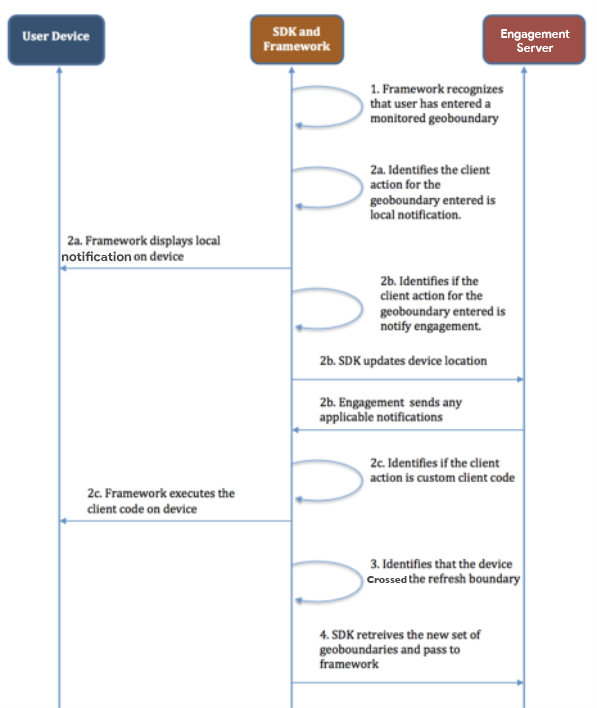 User Device
SDK and
Framework
Engagement
Server
1. Framework recognizes
that user has entered a
monitored geoboundary
2a. Identifies the client
action for the
geoboundary entered is
local notification.
2a. Framework displays local
notification on device
2b. Identifies if the
client action for the
geoboundary entered is
notify engagement.
2b. SDK updates device location
2b. Engagement sends any
applicable notifications
2c. Identifies if the client
action is custom client code
2c. Framework executes the
client code on device
3. Identifies that the device
Crossed the refresh boundary
4. SDK retreives the new set of
geoboundaries and pass to
framework